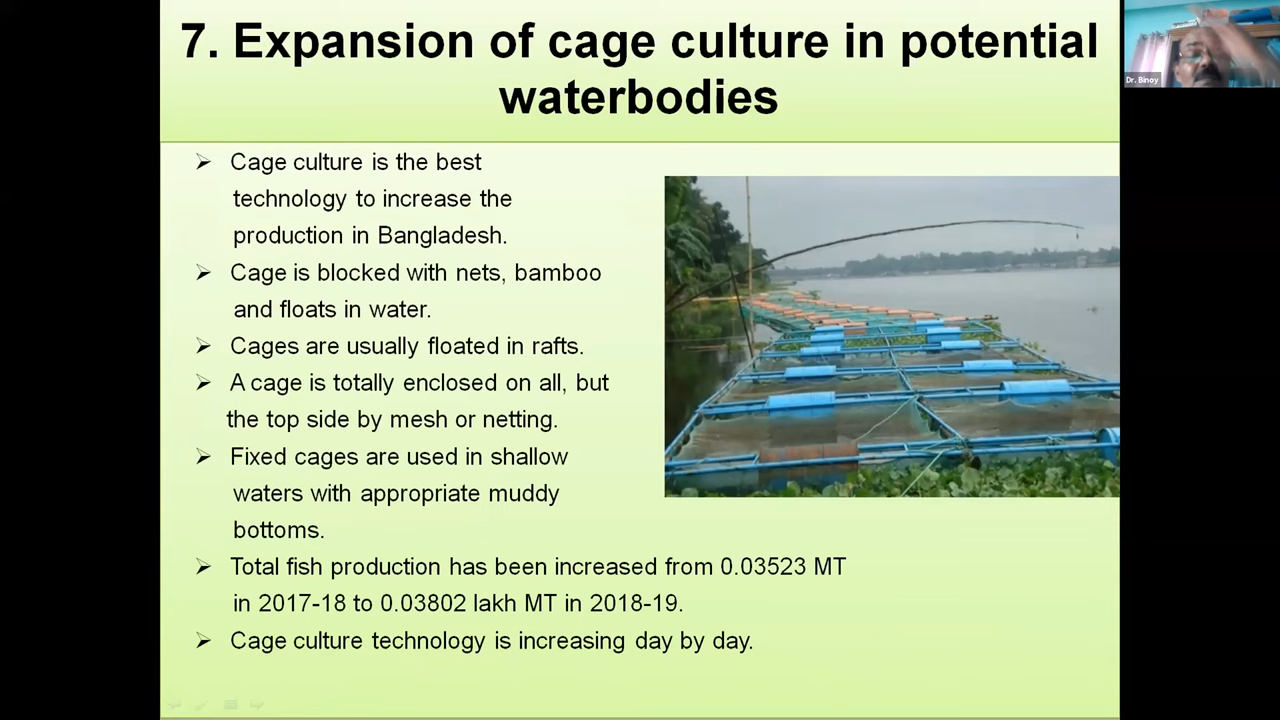 7. Expansion of cage culture in potential
waterbodies
Dr. Binoy
➢ Cage culture is the best
technology to increase the
production in Bangladesh.
➢ Cage is blocked with nets, bamboo
and floats in water.
➢ Cages are usually floated in rafts.
➢ A cage is totally enclosed on all, but
the top side by mesh or netting.
➢ Fixed cages are used in shallow
waters with appropriate muddy
bottoms.
➢ Total fish production has been increased from 0.03523 MT
in 2017-18 to 0.03802 lakh MT in 2018-19.
➢ Cage culture technology is increasing day by day.